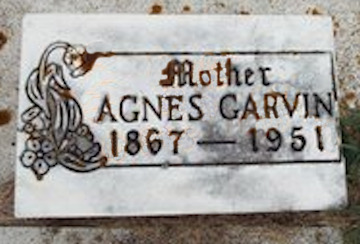 Mother
AGNES GARVIN
1867 — 1951